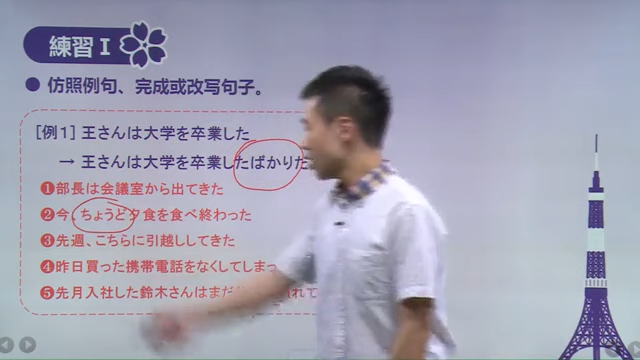 練習Ⅰ
● 仿照例句、完成或改写句子。
[例1] 王さんは大学を卒業した
→ 王さんは大学を卒業したばかりだ
❶部長は会議室から出てきた
❷今、ちょうど夕食を食べ終わった
❸先週、こちらに引越ししてきた
❹昨日買った携帯電話をなくしてしまっ
❺先月入社した鈴木さんはまだ